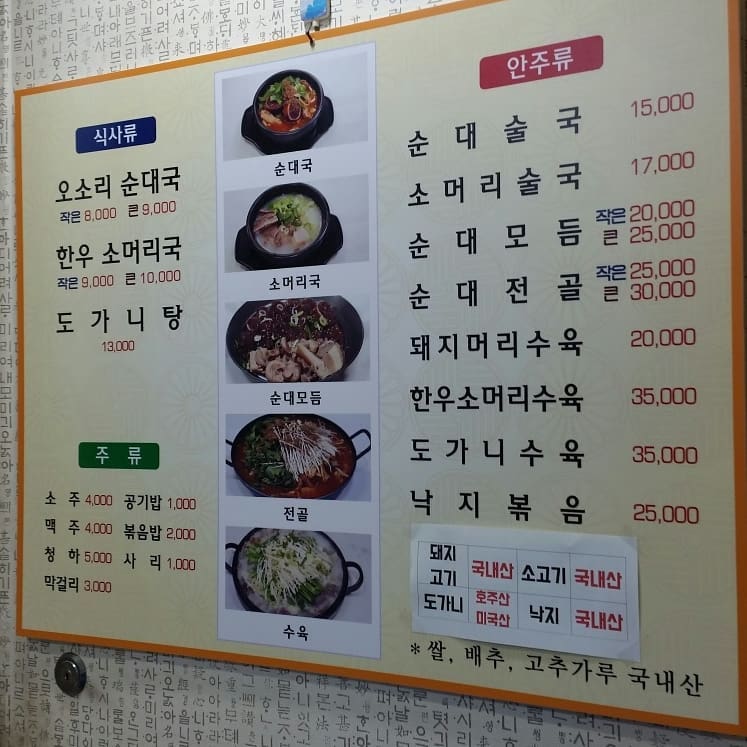 식사류
오소리 순대국
작은 8,000 큰 9,000
한우 소머리국
작은 9,000 큰 10,000
도가니탕
13,000
주류
소주 4,000 공기밥 1,000
맥주 4,000 볶음밥 2,000
청하 5,000 사리 1,000
막걸리 3,000
순대국
소머리국
순대모듬
전골
수육
안주류
순대술국 15,000
소머리술국 17,000
순대모듬 작은 20,000
큰 25,000
순대전골 작은 25,000
큰 30,000
돼지머리수육 20,000
한우소머리수육 35,000
도가니수육 35,000
낙지볶음 25,000
돼지고기 국내산 소고기 국내산
도가니 호주산 미국산 낙지 국내산
*쌀, 배추, 고추가루 국내산